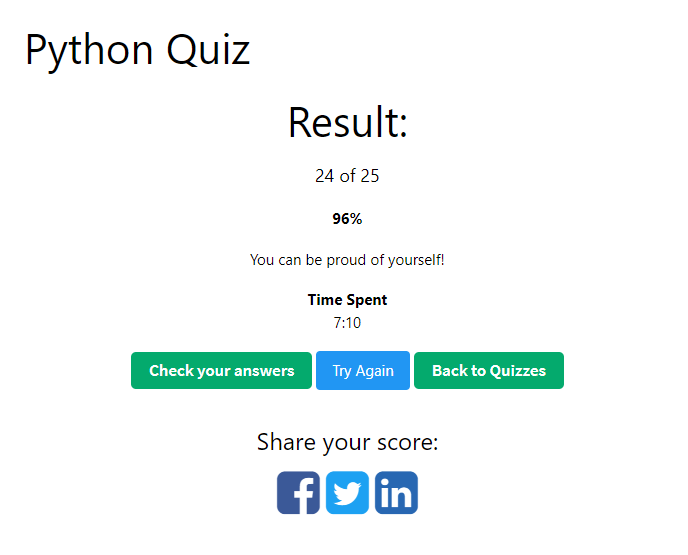 Python Quiz
Result:
24 of 25
96%
You can be proud of yourself!
Time Spent
7:10
Check your answers Try Again Back to Quizzes
Share your score: